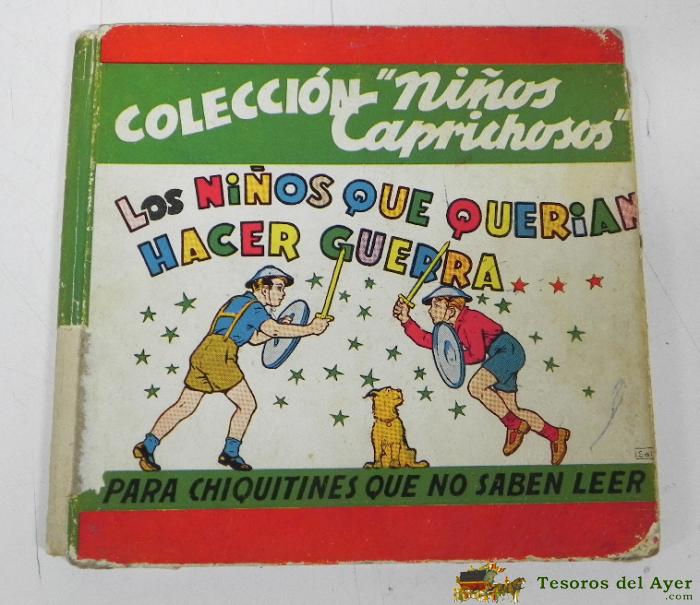 COLECCIÓN "Niños
Caprichosos"
LOS NIÑOS QUE QUERIAN
HACER GUERRA...
PARA CHIQUITINES QUE NO SABEN LEER
Tesoros del Ayer
.com